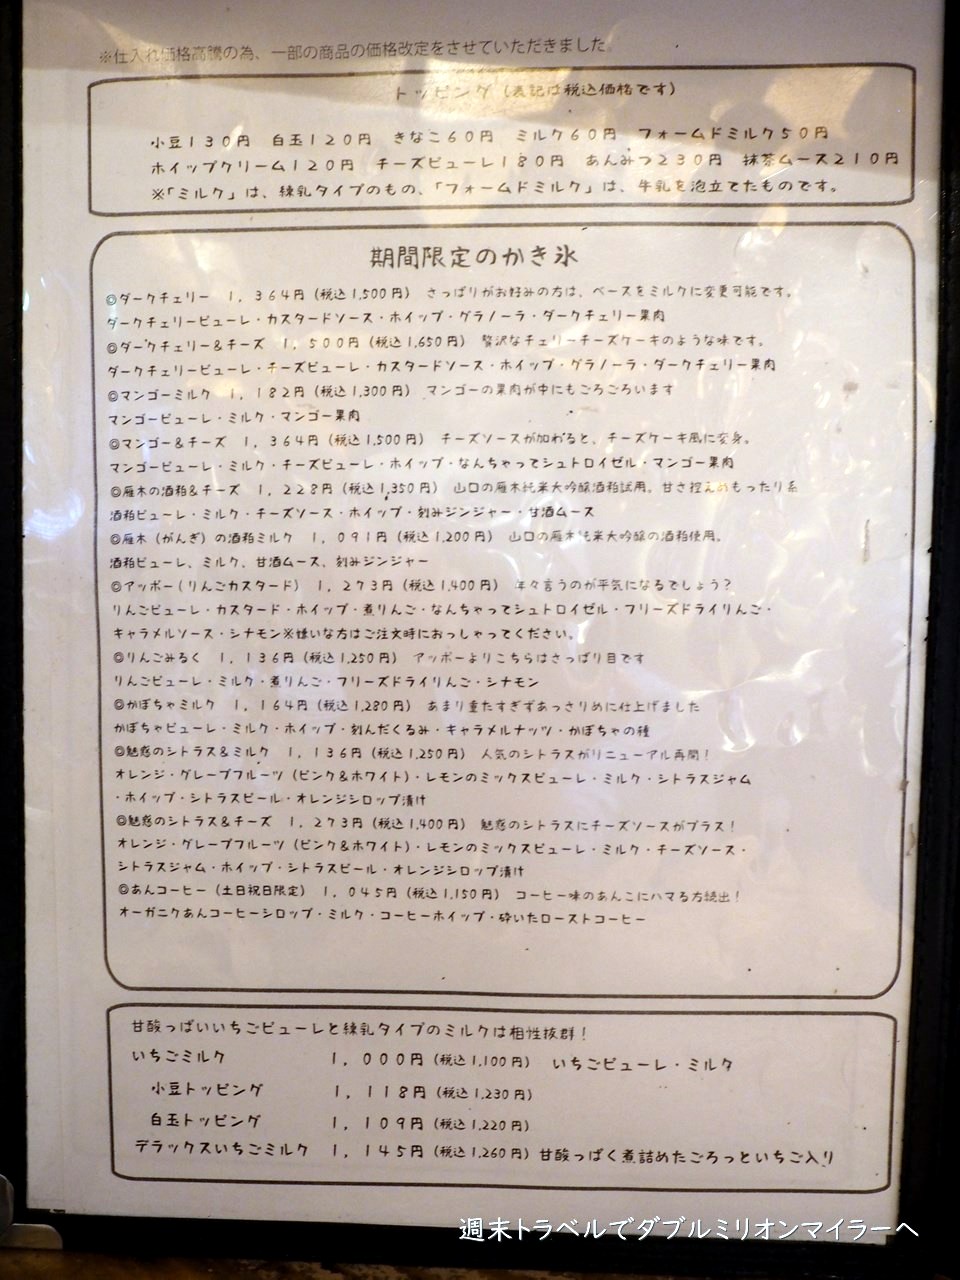 ※仕入れ価格高騰の為、一部の商品の価格改定をさせていただきました。
トッピング（表記は税込価格です）
小豆130円　白玉120円　きなこ60円　ミルク60円　フォームドミルク50円
ホイップクリーム120円　チーズピューレ180円　あんみつ230円　抹茶ムース210円
※「ミルク」は、練乳タイプのもの、「フォームドミルク」は、牛乳を泡立てたものです。
期間限定のかき氷
◎ダークチェリー　1，364円（税込1,500円）　さっぱりがお好みの方は、ベースをミルクに変更可能です。
ダークチェリーピューレ・カスタードソース・ホイップ・グラノーラ・ダークチェリー果肉
◎ダークチェリー＆チーズ　1，500円（税込1,650円）　贅沢なチェリーチーズケーキのような味です。
ダークチェリーピューレ・チーズピューレ・カスタードソース・ホイップ・グラノーラ・ダークチェリー果肉
◎マンゴーミルク　1，182円（税込1,300円）　マンゴーの果肉が中にもごろごろいます
マンゴーピューレ・ミルク・マンゴー果肉
◎マンゴー＆チーズ　1，364円（税込1,500円）　チーズソースが加わると、チーズケーキ風に変身。
マンゴーピューレ・ミルク・チーズピューレ・ホイップ・なんちゃってシュトロイゼル・マンゴー果肉
◎雁木の酒粕＆チーズ　1，228円（税込1,350円）　山口の雁木純米大吟醸酒粕試用。甘さ控えめもったり系
酒粕ピューレ・ミルク・チーズソース・ホイップ・刻みジンジャー・甘酒ムース
◎雁木（がんぎ）の酒粕ミルク　1，091円（税込1,200円）　山口の雁木純米大吟醸の酒粕使用。
酒粕ピューレ、ミルク、甘酒ムース、刻みジンジャー
◎アッポー（りんごカスタード）　1，273円（税込1,400円）　年々言うのが平気になるでしょう？
りんごピューレ・カスタード・ホイップ・煮りんご・なんちゃってシュトロイゼル・フリーズドライりんご・
キャラメルソース・シナモン※嫌いな方はご注文時におっしゃってください。
◎りんごみるく　1，136円（税込1,250円）　アッポーよりこちらはさっぱり目です
りんごピューレ・ミルク・煮りんご・フリーズドライりんご・シナモン
◎かぼちゃミルク　1，164円（税込1,280円）　あまり重たすぎずあっさりめに仕上げました
かぼちゃピューレ・ミルク・ホイップ・刻んだくるみ・キャラメルナッツ・かぼちゃの種
◎魅惑のシトラス＆ミルク　1，136円（税込1,250円）　人気のシトラスがリニューアル再開！
オレンジ・グレープフルーツ（ピンク＆ホワイト）・レモンのミックスピューレ・ミルク・シトラスジャム
・ホイップ・シトラスピール・オレンジシロップ漬け
◎魅惑のシトラス＆チーズ　1，273円（税込1,400円）　魅惑のシトラスにチーズソースがプラス！
オレンジ・グレープフルーツ（ピンク＆ホワイト）・レモンのミックスピューレ・ミルク・チーズソース・
シトラスジャム・ホイップ・シトラスピール・オレンジシロップ漬け
◎あんコーヒー（土日祝日限定）　1，045円（税込1,150円）　コーヒー味のあんこにハマる方続出！
オーガニクあんコーヒーシロップ・ミルク・コーヒーホイップ・砕いたローストコーヒー
甘酸っぱいいちごピューレと練乳タイプのミルクは相性抜群！
いちごミルク　1，000円（税込1,100円）　いちごピューレ・ミルク
小豆トッピング　1，118円（税込1,230円）
白玉トッピング　1，109円（税込1,220円）
デラックスいちごミルク　1，145円（税込1,260円）甘酸っぱく煮詰めたごろっといちご入り
週末トラベルでダブルミリオンマイラーへ